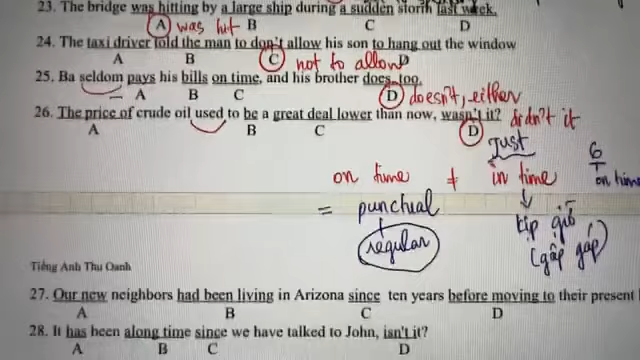 23. The bridge was hitting by a large ship during a sudden storm last week.
A was hit B C D
24. The taxi driver told the man to don't allow his son to hang out the window
A B C not to allow D
25. Ba seldom pays his bills on time, and his brother does, too.
A B C D doesn't, either
26. The price of crude oil used to be a great deal lower than now, wasn't it? didn't it
A B C D
Just
on time ≠ in time
6
on time
= punctual
kịp giờ
regular
(gấp gáp)
Tiếng Anh Thu Oanh
27. Our new neighbors had been living in Arizona since ten years before moving to their present
A B C D
28. It has been along time since we have talked to John, isn't it?
A B C D